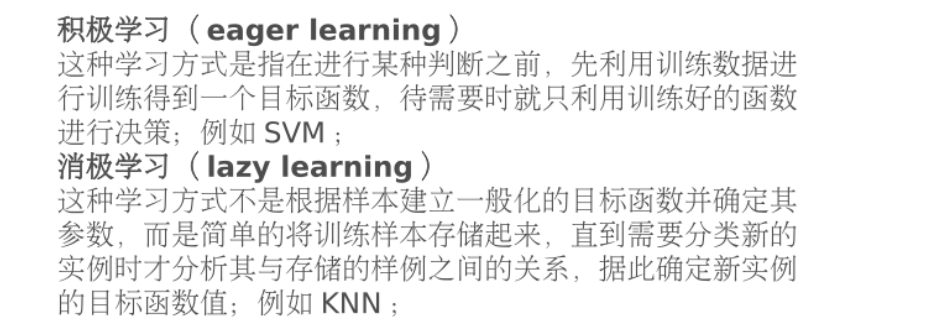 积极学习（eager learning）
这种学习方式是指在进行某种判断之前，先利用训练数据进
行训练得到一个目标函数，待需要时就只利用训练好的函数
进行决策；例如 SVM ；
消极学习（lazy learning）
这种学习方式不是根据样本建立一般化的目标函数并确定其
参数，而是简单的将训练样本存储起来，直到需要分类新的
实例时才分析其与存储的样例之间的关系，据此确定新实例
的目标函数值；例如 KNN ；